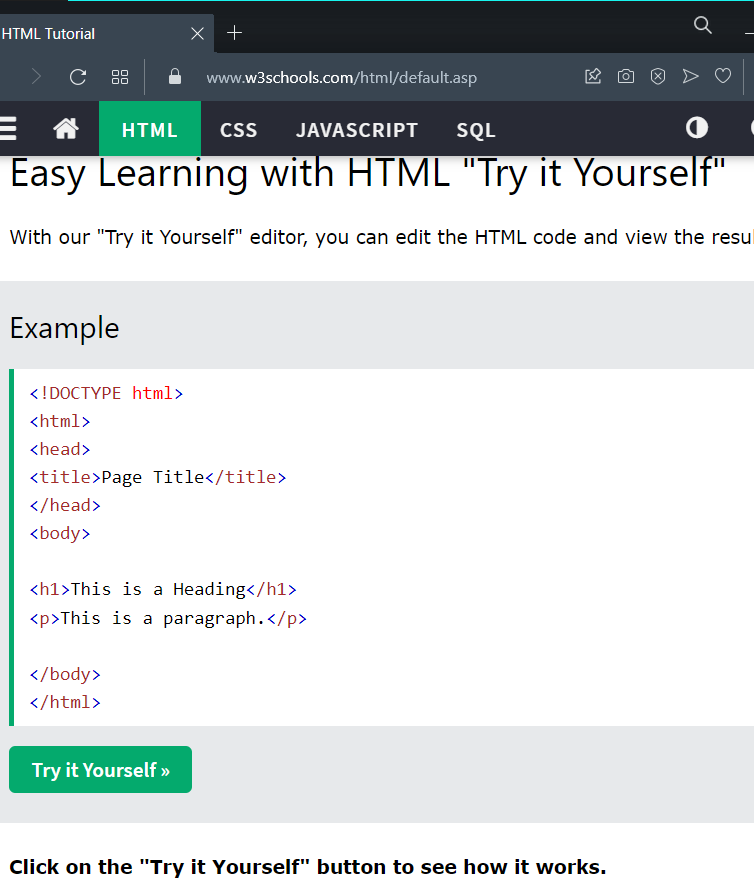 HTML Tutorial
www.w3schools.com/html/default.asp
HTML CSS JAVASCRIPT SQL
Easy Learning with HTML "Try it Yourself"
With our "Try it Yourself" editor, you can edit the HTML code and view the
Example
<!DOCTYPE html>
<html>
<head>
<title>Page Title</title>
</head>
<body>
<h1>This is a Heading</h1>
<p>This is a paragraph.</p>
</body>
</html>
Try it Yourself »
Click on the "Try it Yourself" button to see how it works.